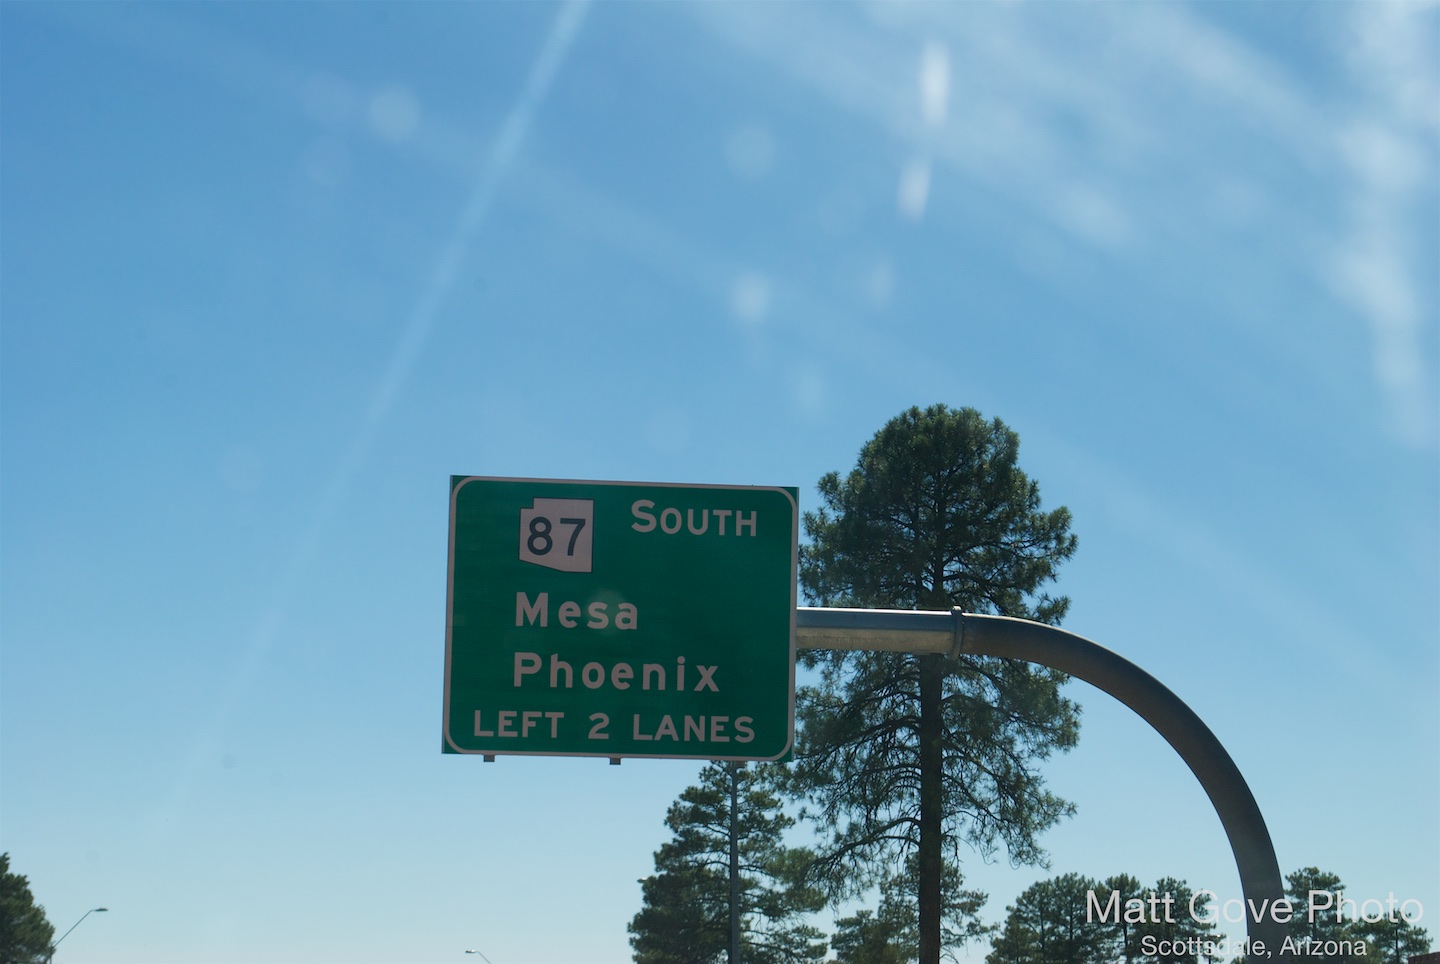 87 SOUTH
Mesa
Phoenix
LEFT 2 LANES
Matt Gove Photo
Scottsdale, Arizona